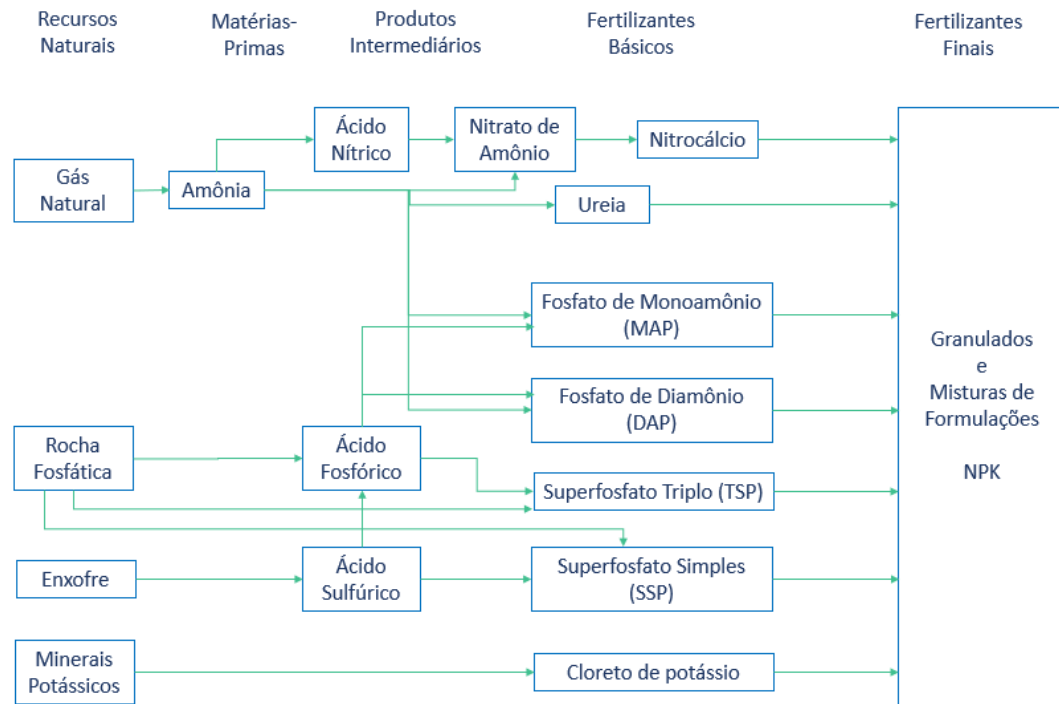 Recursos
Naturais
Matérias-
Primas
Produtos
Intermediários
Fertilizantes
Básicos
Fertilizantes
Finais
Ácido
Nítrico
Nitrato de
Amônio
Nitrocálcio
Gás
Natural
Amônia
Ureia
Fosfato de Monoamônio
(MAP)
Fosfato de Diamônio
(DAP)
Rocha
Fosfática
Ácido
Fosfórico
Superfosfato Triplo (TSP)
Enxofre
Ácido
Sulfúrico
Superfosfato Simples
(SSP)
Minerais
Potássicos
Cloreto de potássio
Granulados
e
Misturas de
Formulações
NPK